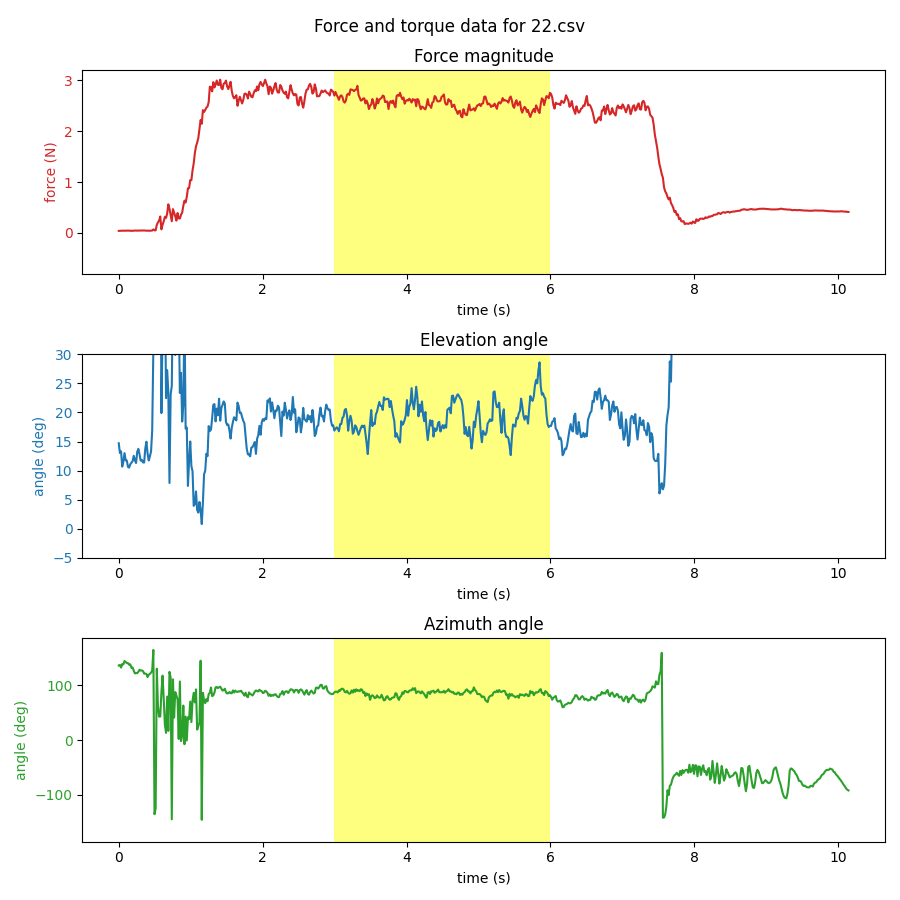 Force and torque data for 22.csv
Force magnitude
3
2
1
0
force (N)
0 2 4 6 8 10
time (s)
Elevation angle
30
25
20
15
10
5
0
−5
angle (deg)
0 2 4 6 8 10
time (s)
Azimuth angle
100
0
−100
angle (deg)
0 2 4 6 8 10
time (s)